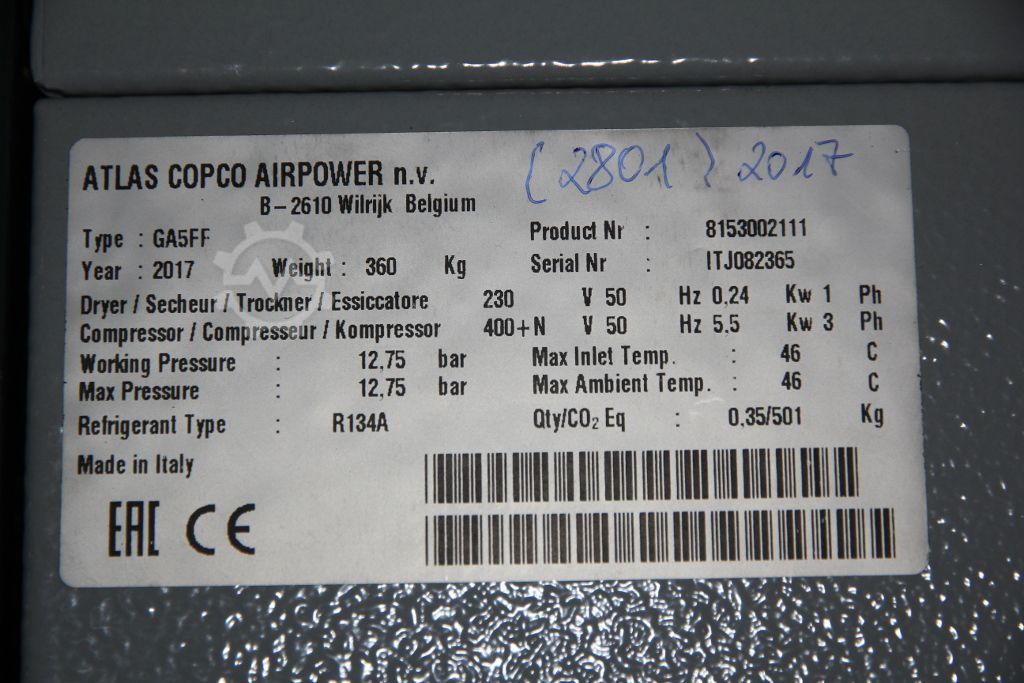 ATLAS COPCO AIRPOWER n.v. (2801) 2017
B-2610 Wilrijk Belgium
Type : GA5FF Product Nr : 8153002111
Year : 2017 Weight : 360 Kg Serial Nr : ITJ082365
Dryer / Secheur / Trockner / Essiccatore 230 V 50 Hz 0,24 Kw 1 Ph
Compressor / Compresseur / Kompressor 400+N V 50 Hz 5,5 Kw 3 Ph
Working Pressure : 12,75 bar Max Inlet Temp. : 46 C
Max Pressure : 12,75 bar Max Ambient Temp. : 46 C
Refrigerant Type : R134A Qty/CO₂ Eq : 0,35/501 Kg
Made in Italy
EAC CE